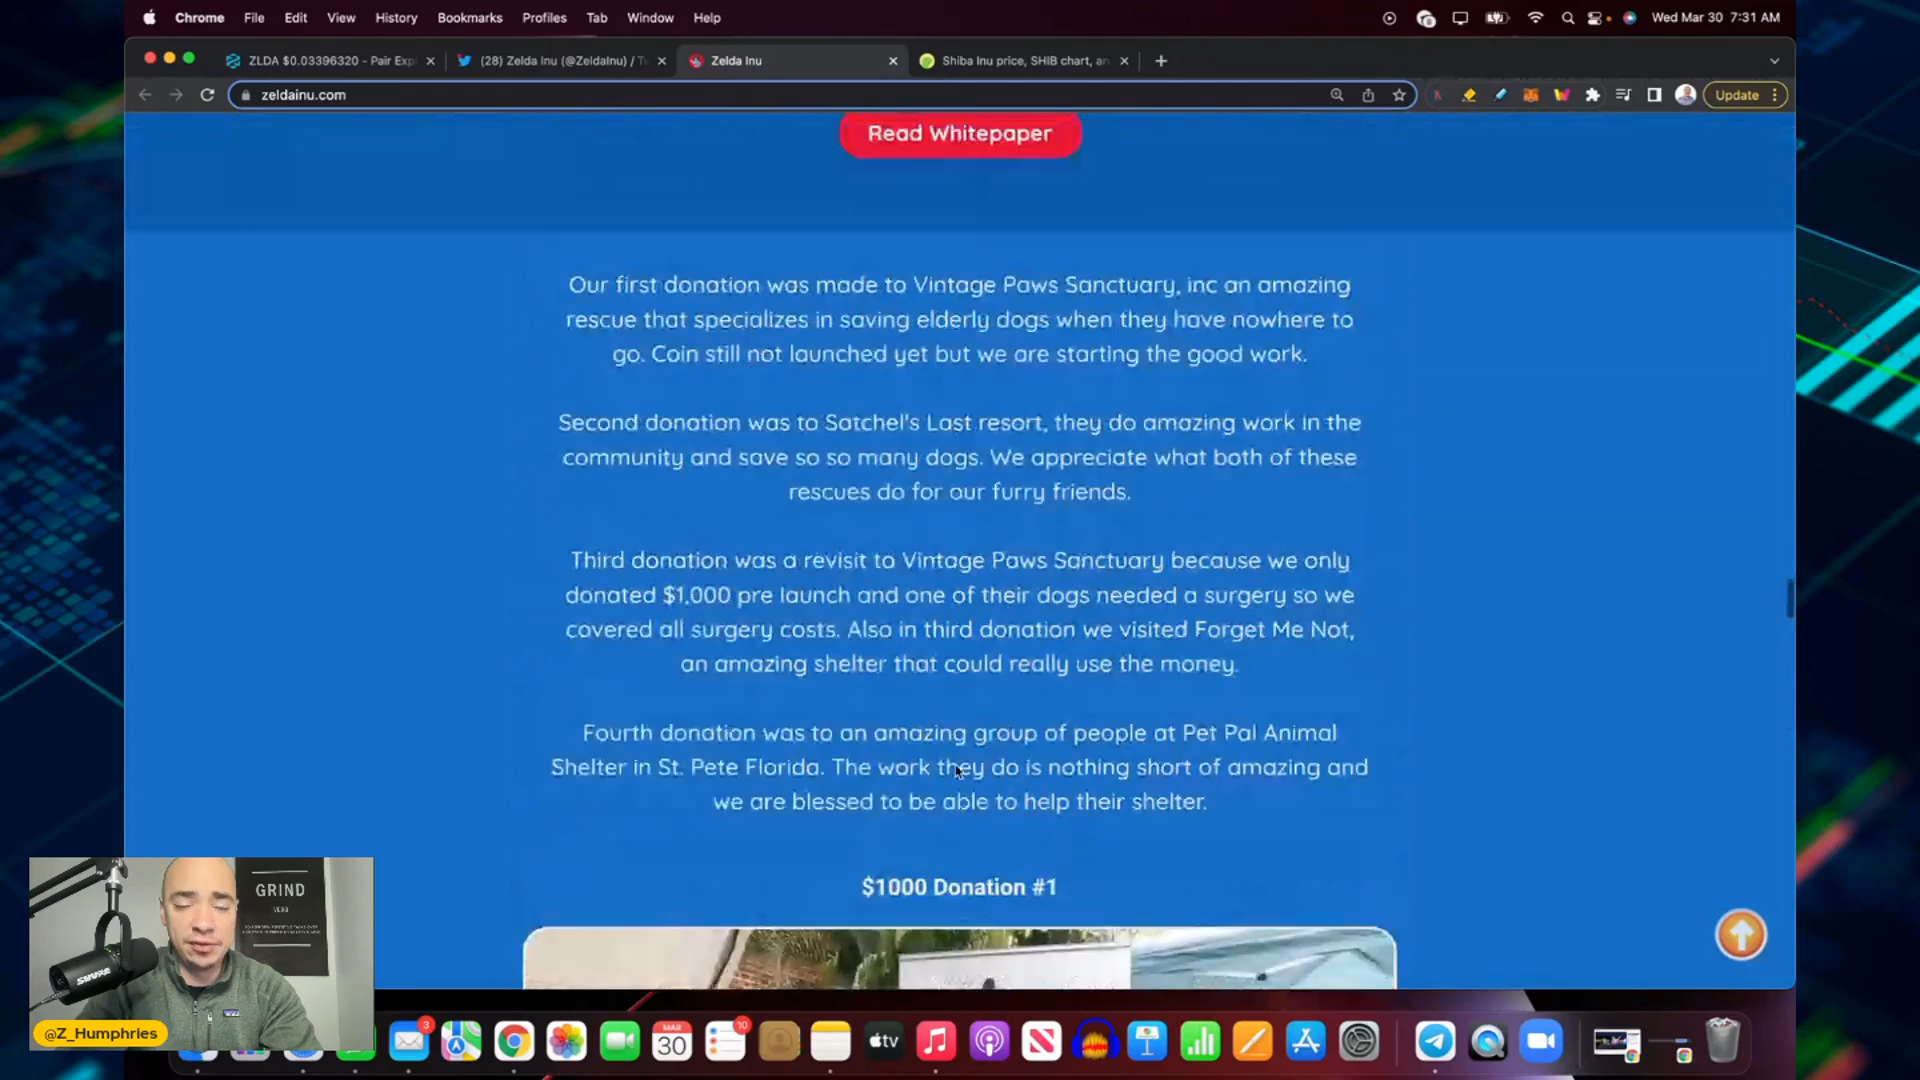 Chrome File Edit View History Bookmarks Profiles Tab Window Help Wed Mar 30 7:31 AM
ZLDA $0.03396320 - Pair Exp (28) Zelda Inu (@ZeldaInu) / Tw Zelda Inu Shiba Inu price, SHIB chart, an
zeldainu.com Update
Read Whitepaper
Our first donation was made to Vintage Paws Sanctuary, inc an amazing
rescue that specializes in saving elderly dogs when they have nowhere to
go. Coin still not launched yet but we are starting the good work.
Second donation was to Satchel's Last resort, they do amazing work in the
community and save so so many dogs. We appreciate what both of these
rescues do for our furry friends.
Third donation was a revisit to Vintage Paws Sanctuary because we only
donated $1,000 pre launch and one of their dogs needed a surgery so we
covered all surgery costs. Also in third donation we visited Forget Me Not,
an amazing shelter that could really use the money.
Fourth donation was to an amazing group of people at Pet Pal Animal
Shelter in St. Pete Florida. The work they do is nothing short of amazing and
we are blessed to be able to help their shelter.
$1000 Donation #1
GRIND
VERB
SHURE
@Z_Humphries
3
MAR
30
10
tv